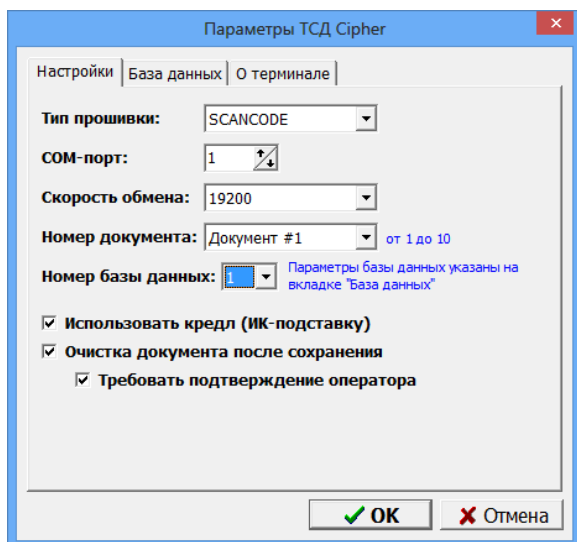 Параметры ТСД Cipher
Настройки База данных О терминале
Тип прошивки: SCANCODE
COM-порт: 1
Скорость обмена: 19200
Номер документа: Документ #1 от 1 до 10
Номер базы данных: 1 Параметры базы данных указаны на
вкладке "База данных"
Использовать кредл (ИК-подставку)
Очистка документа после сохранения
Требовать подтверждение оператора
OK Отмена